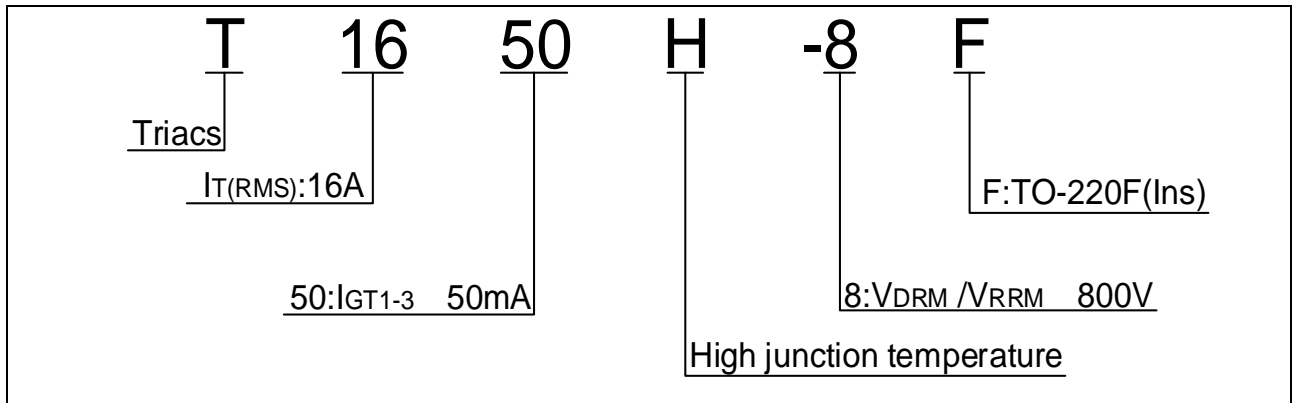 T 16 50 H -8 F
Triacs
IT(RMS):16A
F:TO-220F(Ins)
50:IGT1-3 50mA
8:VDRM /VRRM 800V
High junction temperature